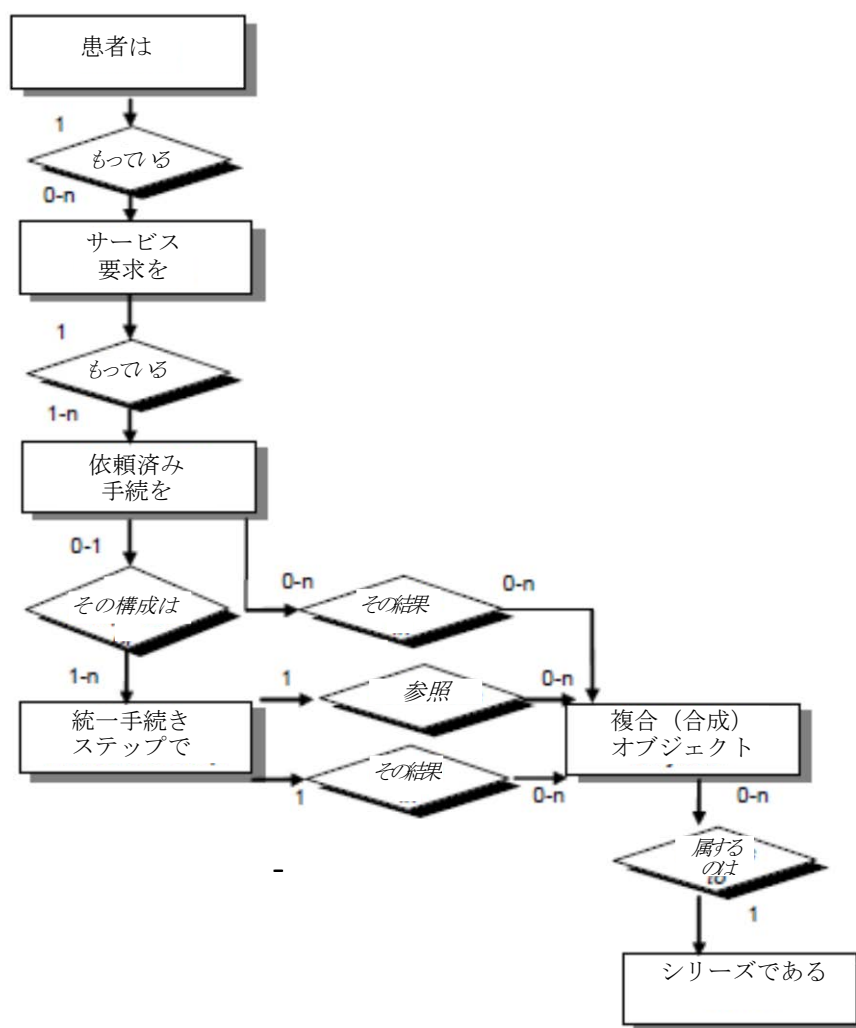 患者は
1
もっている
0-n
サービス
要求を
1
もっている
1-n
依頼済み
手続を
0-1
0-n
0-n
その構成は
その結果
1-n
1
参照
0-n
統一手続き
ステップで
複合（合成）
オブジェクト
その結果
1
0-n
0-n
属する
のは
1
シリーズである